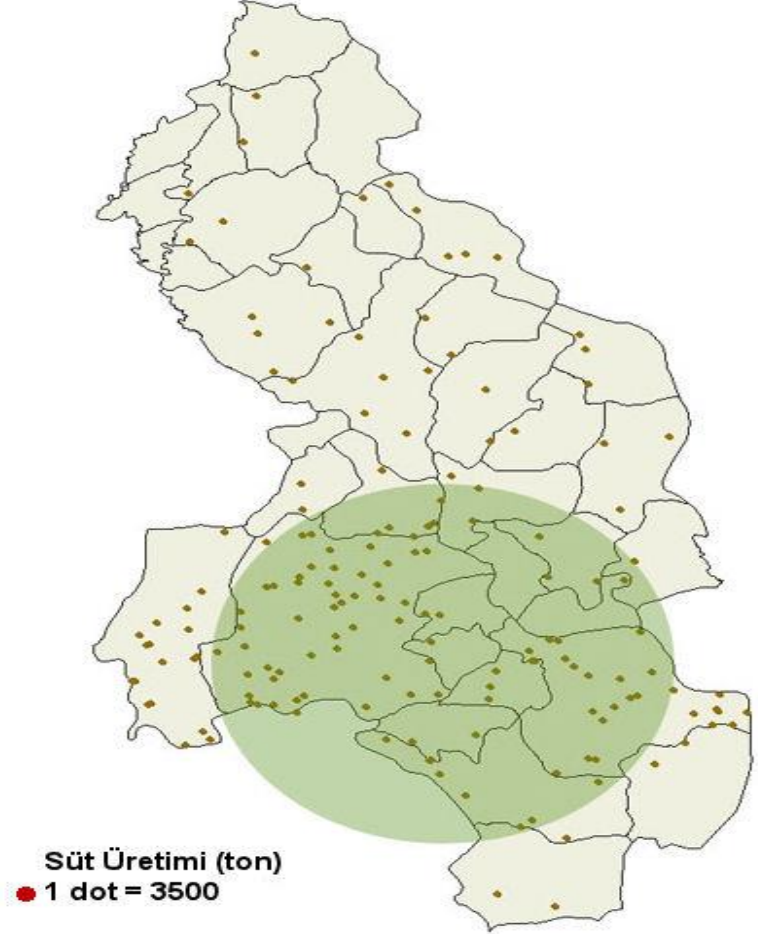 Süt Üretimi (ton)
1 dot = 3500